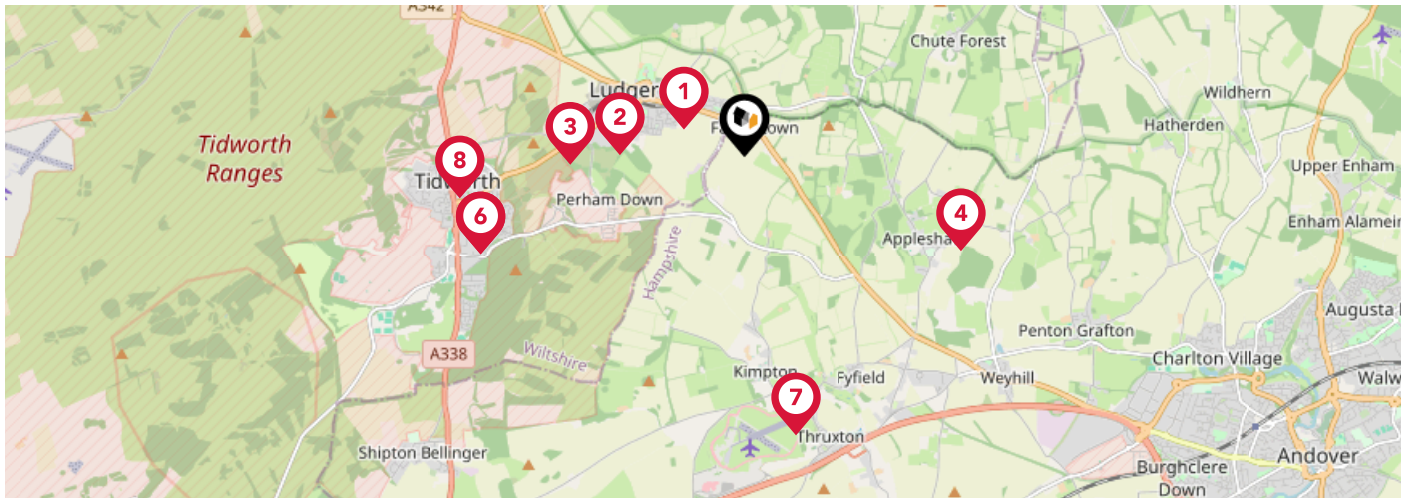 A342
Chute Forest
Ludger
1
Wildhern
2
3
Hatherden
Tidworth
Ranges
8
Tidworth
Upper Enham
Perham Down
4
6
Enham Alamein
Applesha
Hampshire
Augusta
Penton Grafton
A338
Wiltshire
Charlton Village
Kimpton
Fyfield
Weyhill
Walw
7
Thruxton
Shipton Bellinger
Andover
Burghclere
Down